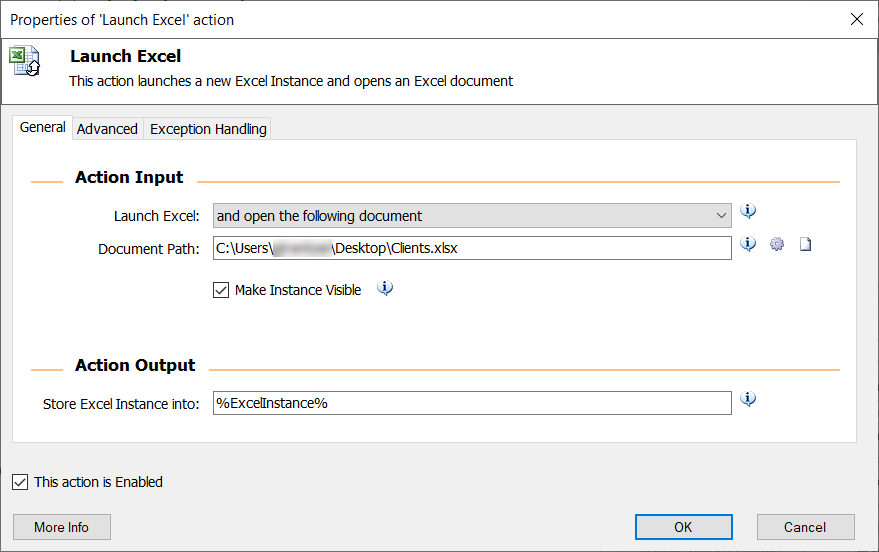 Properties of 'Launch Excel' action
Launch Excel
This action launches a new Excel Instance and opens an Excel document
General Advanced Exception Handling
Action Input
Launch Excel: and open the following document
Document Path: C:\Users\ \Desktop\Clients.xlsx
Make Instance Visible
Action Output
Store Excel Instance into: %ExcelInstance%
This action is Enabled
More Info OK Cancel